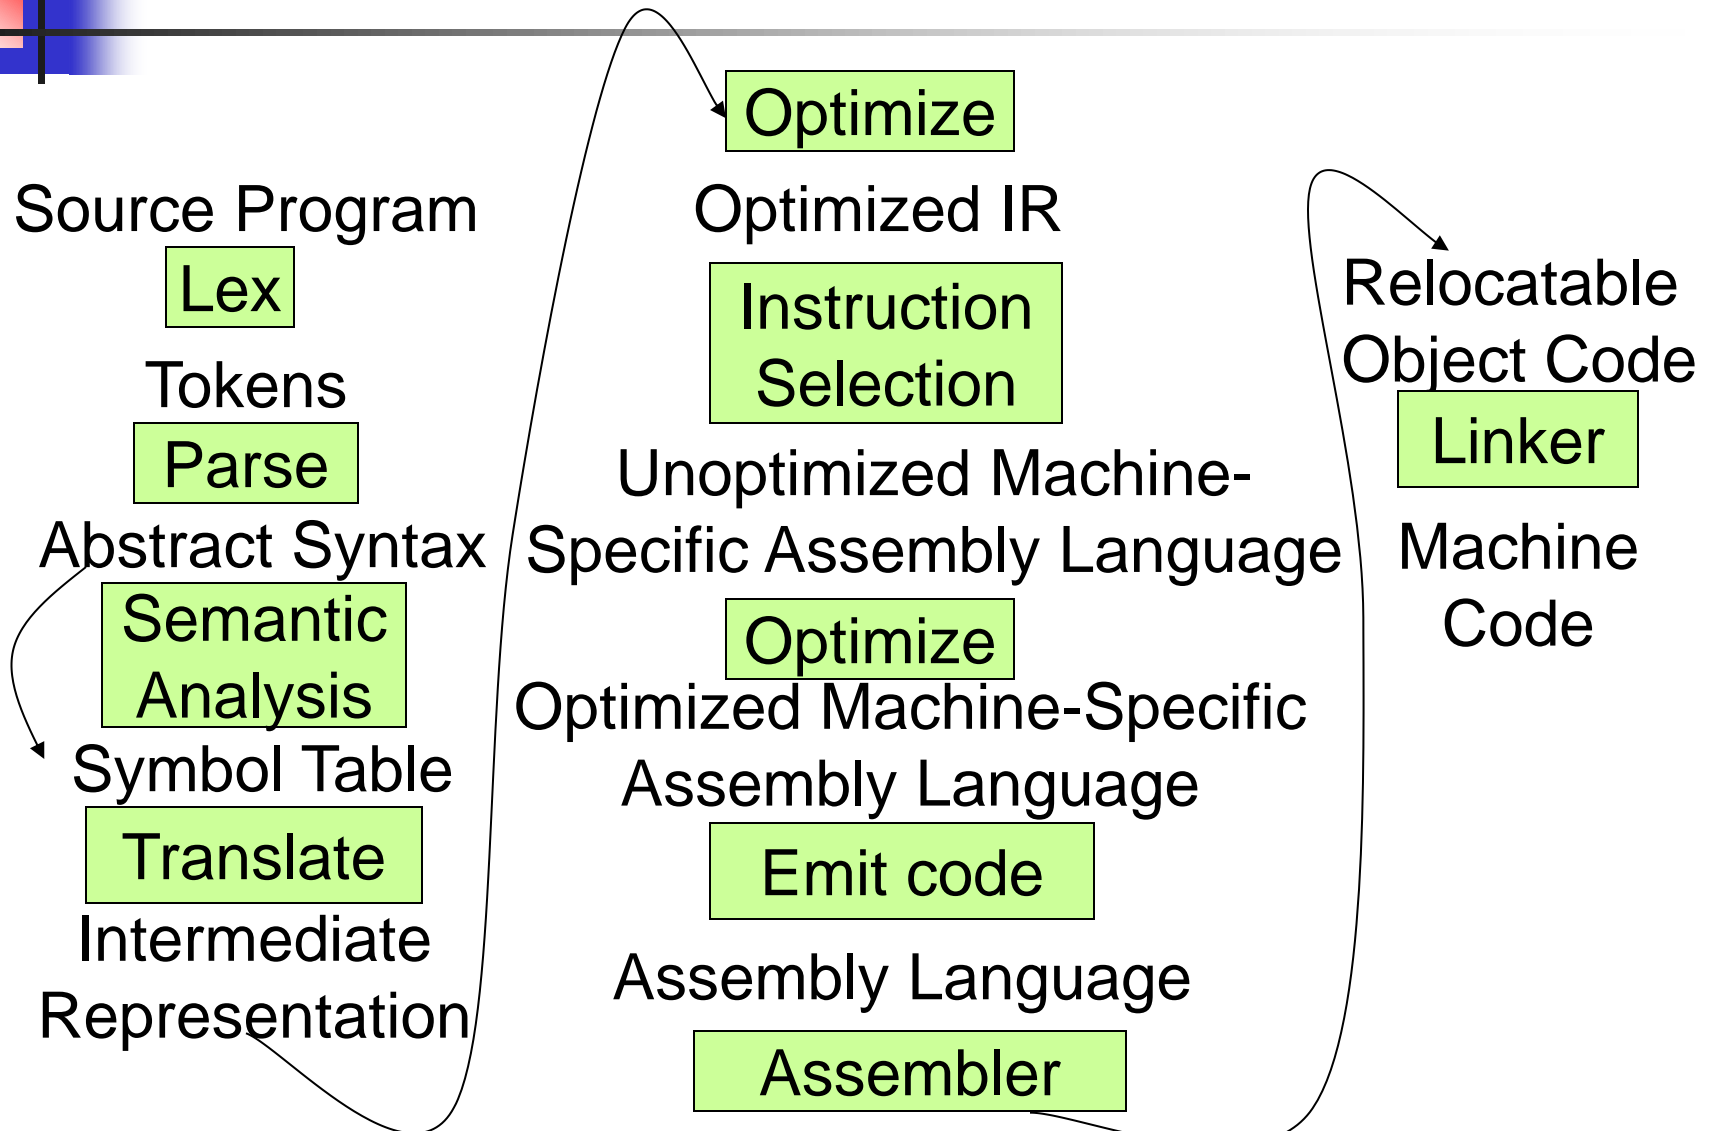 Source Program
Lex
Tokens
Parse
Abstract Syntax
Semantic
Analysis
Symbol Table
Translate
Intermediate
Representation
Optimize
Optimized IR
Instruction
Selection
Unoptimized Machine-
Specific Assembly Language
Optimize
Optimized Machine-Specific
Assembly Language
Emit code
Assembly Language
Assembler
Relocatable
Object Code
Linker
Machine
Code